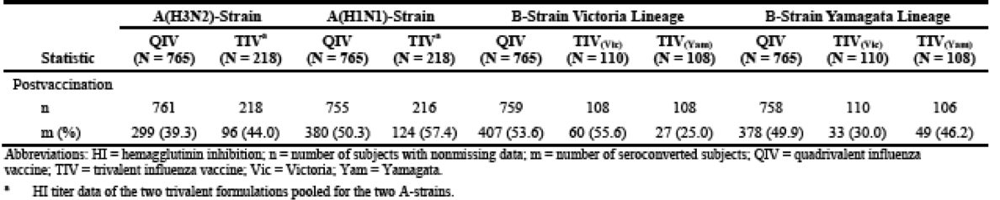 A(H3N2)-Strain A(H1N1)-Strain B-Strain Victoria Lineage B-Strain Yamagata Lineage
QIV TIVa QIV TIVa QIV TIV(Vic) TIV(Yam) QIV TIV(Vic) TIV(Yam)
Statistic (N = 765) (N = 218) (N = 765) (N = 218) (N = 765) (N = 110) (N = 108) (N = 765) (N = 110) (N = 108)
Postvaccination
n 761 218 755 216 759 108 108 758 110 106
m (%) 299 (39.3) 96 (44.0) 380 (50.3) 124 (57.4) 407 (53.6) 60 (55.6) 27 (25.0) 378 (49.9) 33 (30.0) 49 (46.2)
Abbreviations: HI = hemagglutinin inhibition; n = number of subjects with nonmissing data; m = number of seroconverted subjects; QIV = quadrivalent influenza
vaccine; TIV = trivalent influenza vaccine; Vic = Victoria; Yam = Yamagata.
a HI titer data of the two trivalent formulations pooled for the two A-strains.